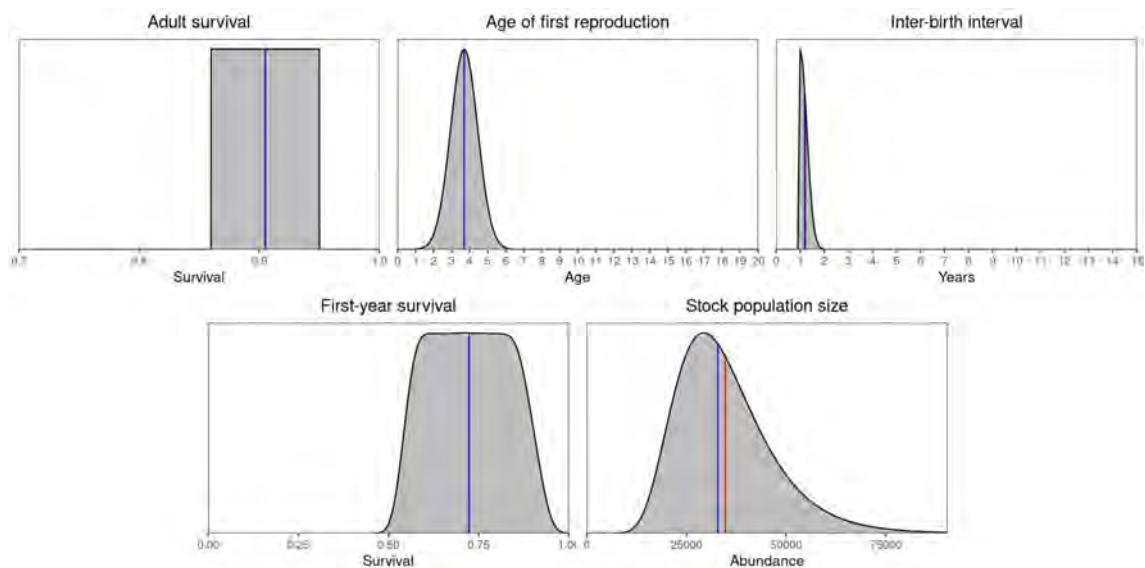 Adult survival Age of first reproduction Inter-birth interval
0.7 0.8 0.9 1.0 0 1 2 3 4 5 6 7 8 9 10 11 12 13 14 15 16 17 18 19 20 0 1 2 3 4 5 6 7 8 9 10 11 12 13 14 15
Survival Age Years
First-year survival Stock population size
0.00 0.25 0.50 0.75 1.0 0 25000 50000 75000
Survival Abundance